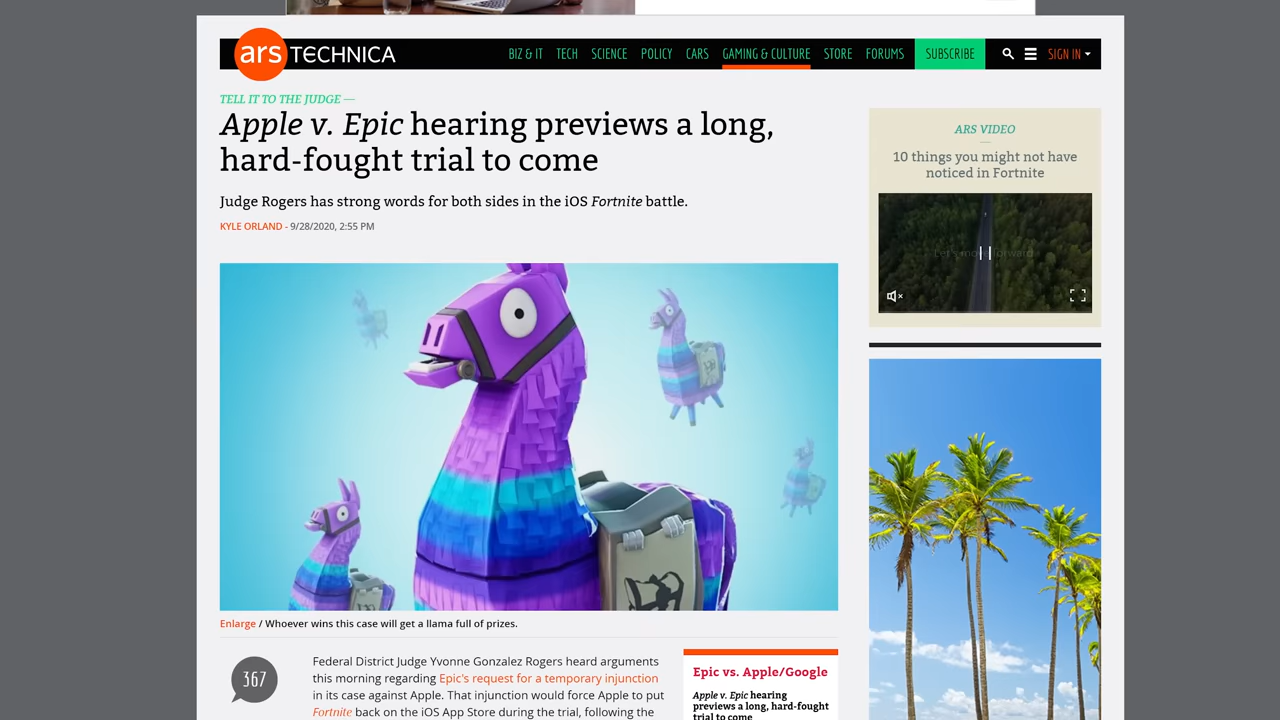 ars TECHNICA
BIZ & IT TECH SCIENCE POLICY CARS GAMING & CULTURE STORE FORUMS SUBSCRIBE SIGN IN
TELL IT TO THE JUDGE —
Apple v. Epic hearing previews a long,
hard-fought trial to come
Judge Rogers has strong words for both sides in the iOS Fortnite battle.
KYLE ORLAND - 9/28/2020, 2:55 PM
ARS VIDEO
10 things you might not have
noticed in Fortnite
Let's forward
Enlarge / Whoever wins this case will get a llama full of prizes.
367
Federal District Judge Yvonne Gonzalez Rogers heard arguments
this morning regarding Epic's request for a temporary injunction
in its case against Apple. That injunction would force Apple to put
Fortnite back on the iOS App Store during the trial, following the
Epic vs. Apple/Google
Apple v. Epic hearing
previews a long, hard-fought
trial to come